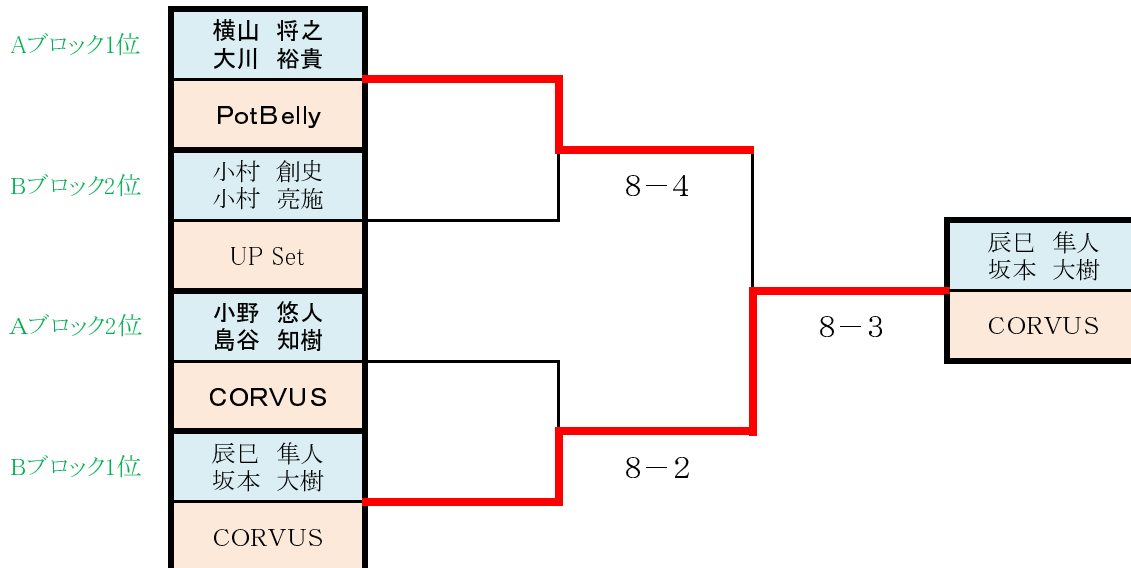 Aブロック1位
横山 将之
大川 裕貴
PotBelly
Bブロック2位
小村 創史
小村 亮施
UP Set
8-4
Aブロック2位
小野 悠人
島谷 知樹
CORVUS
Bブロック1位
辰巳 隼人
坂本 大樹
CORVUS
8-2
8-3
辰巳 隼人
坂本 大樹
CORVUS